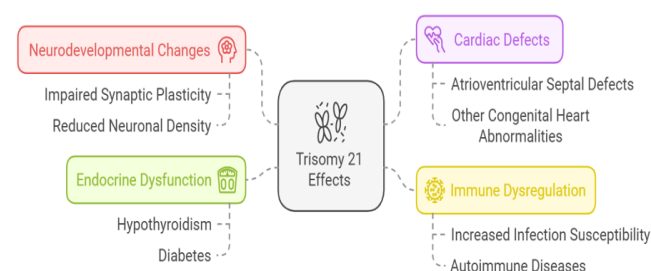 Neurodevelopmental Changes
Impaired Synaptic Plasticity
Reduced Neuronal Density
Endocrine Dysfunction
Hypothyroidism
Diabetes
Trisomy 21
Effects
Cardiac Defects
Atrioventricular Septal Defects
Other Congenital Heart
Abnormalities
Immune Dysregulation
Increased Infection Susceptibility
Autoimmune Diseases